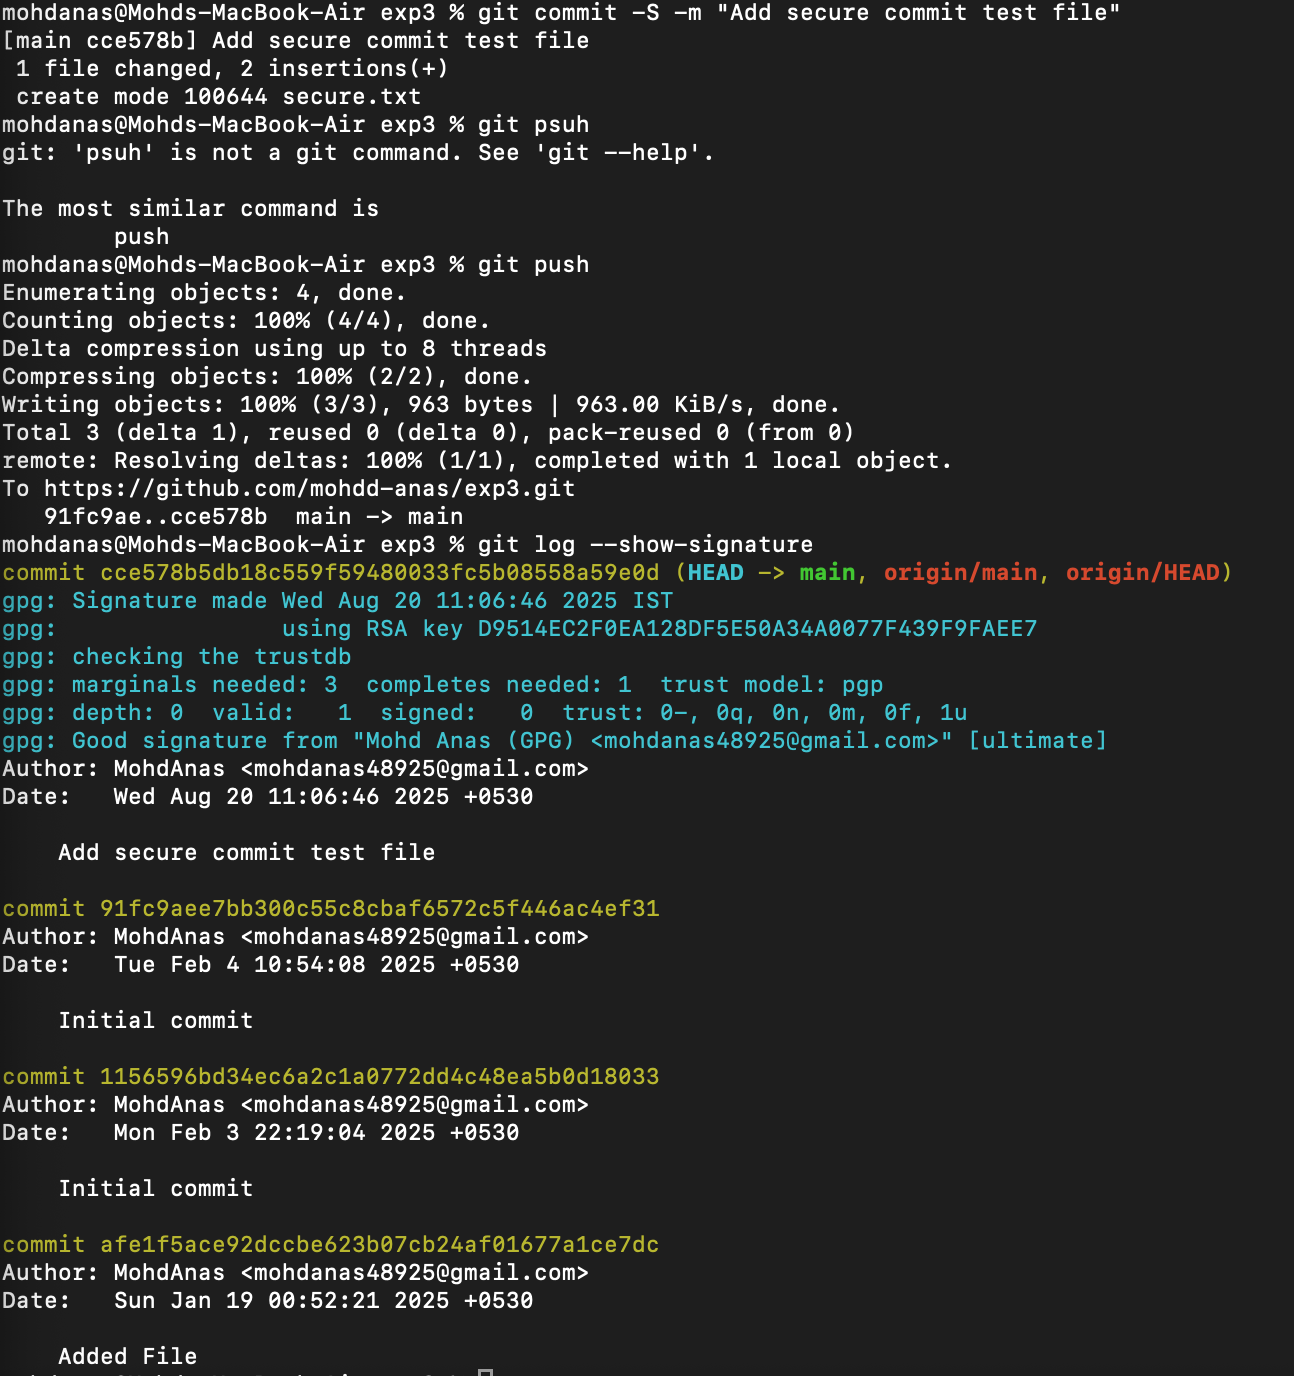 mohdanas@Mohds-MacBook-Air exp3 % git commit -S -m "Add secure commit test file"
[main cce578b] Add secure commit test file
 1 file changed, 2 insertions(+)
 create mode 100644 secure.txt
mohdanas@Mohds-MacBook-Air exp3 % git psuh
git: 'psuh' is not a git command. See 'git --help'.

The most similar command is
        push
mohdanas@Mohds-MacBook-Air exp3 % git push
Enumerating objects: 4, done.
Counting objects: 100% (4/4), done.
Delta compression using up to 8 threads
Compressing objects: 100% (2/2), done.
Writing objects: 100% (3/3), 963 bytes | 963.00 KiB/s, done.
Total 3 (delta 1), reused 0 (delta 0), pack-reused 0 (from 0)
remote: Resolving deltas: 100% (1/1), completed with 1 local object.
To https://github.com/mohdd-anas/exp3.git
   91fc9ae..cce578b  main -> main
mohdanas@Mohds-MacBook-Air exp3 % git log --show-signature
commit cce578b5db18c559f59480033fc5b08558a59e0d (HEAD -> main, origin/main, origin/HEAD)
gpg: Signature made Wed Aug 20 11:06:46 2025 IST
gpg:                using RSA key D9514EC2F0EA128DF5E50A34A0077F439F9FAEE7
gpg: checking the trustdb
gpg: marginals needed: 3  completes needed: 1  trust model: pgp
gpg: depth: 0  valid:   1  signed:   0  trust: 0-, 0q, 0n, 0m, 0f, 1u
gpg: Good signature from "Mohd Anas (GPG) <mohdanas48925@gmail.com>" [ultimate]
Author: MohdAnas <mohdanas48925@gmail.com>
Date:   Wed Aug 20 11:06:46 2025 +0530

    Add secure commit test file

commit 91fc9aee7bb300c55c8cbaf6572c5f446ac4ef31
Author: MohdAnas <mohdanas48925@gmail.com>
Date:   Tue Feb 4 10:54:08 2025 +0530

    Initial commit

commit 1156596bd34ec6a2c1a0772dd4c48ea5b0d18033
Author: MohdAnas <mohdanas48925@gmail.com>
Date:   Mon Feb 3 22:19:04 2025 +0530

    Initial commit

commit afe1f5ace92dccbe623b07cb24af01677a1ce7dc
Author: MohdAnas <mohdanas48925@gmail.com>
Date:   Sun Jan 19 00:52:21 2025 +0530

    Added File